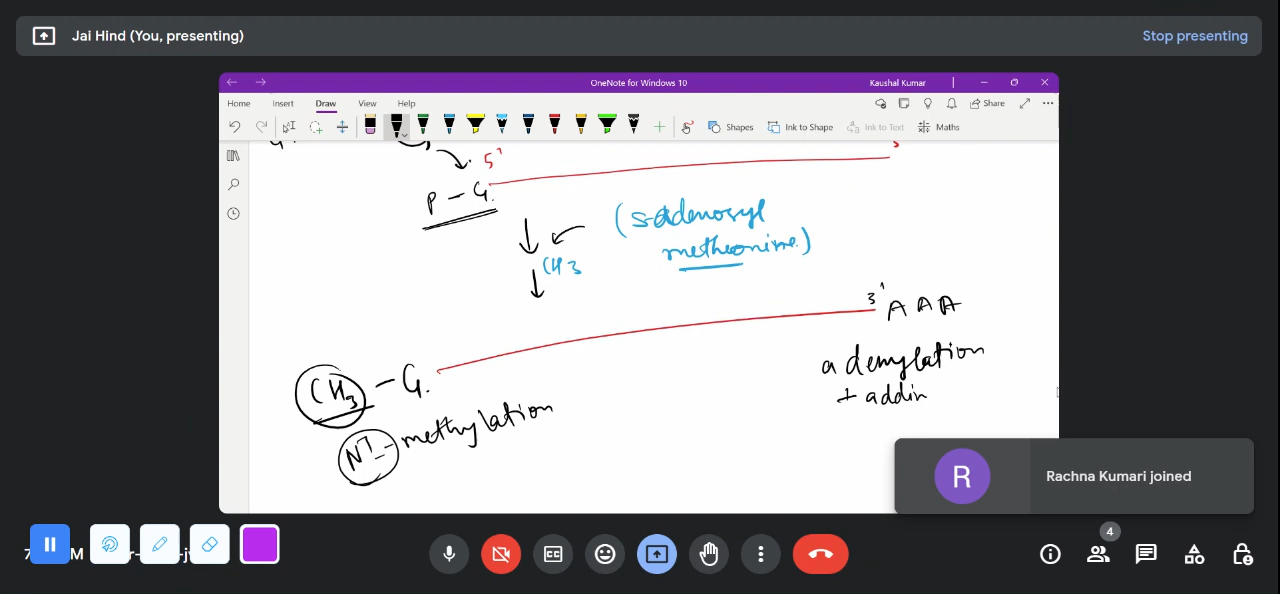 Jai Hind (You, presenting)
Stop presenting
OneNote for Windows 10
Kaushal Kumar
Home Insert Draw View Help
Share
Shapes
Ink to Shape
Ink to Text
Maths
5'
P - G.
(s-adenosyl
metheonine.)
CH3
3' AAA
CH3 - G.
adenylation
+ addin
N7 - methylation
R
Rachna Kumari joined
4